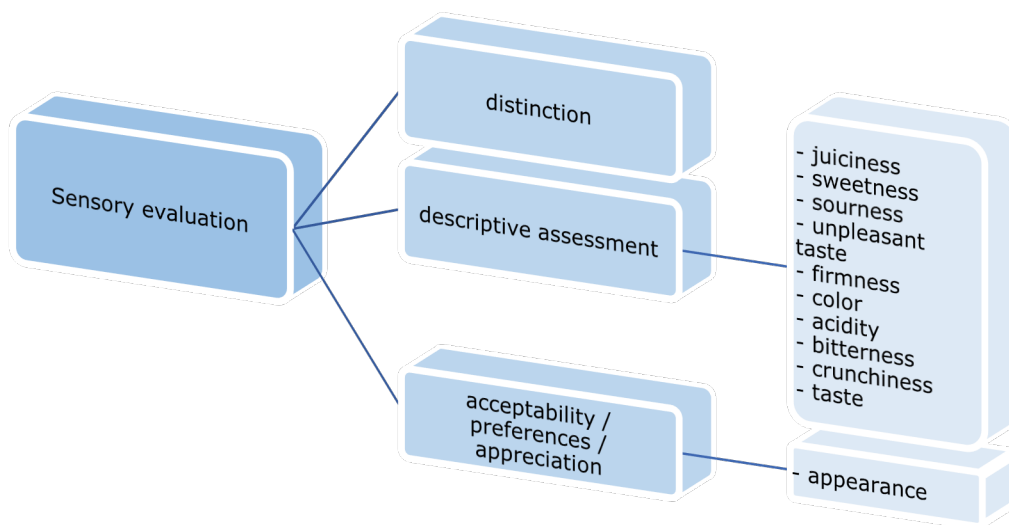 Sensory evaluation
distinction
descriptive assessment
- juiciness
- sweetness
- sourness
- unpleasant
taste
- firmness
- color
- acidity
- bitterness
- crunchiness
- taste
acceptability /
preferences /
appreciation
- appearance